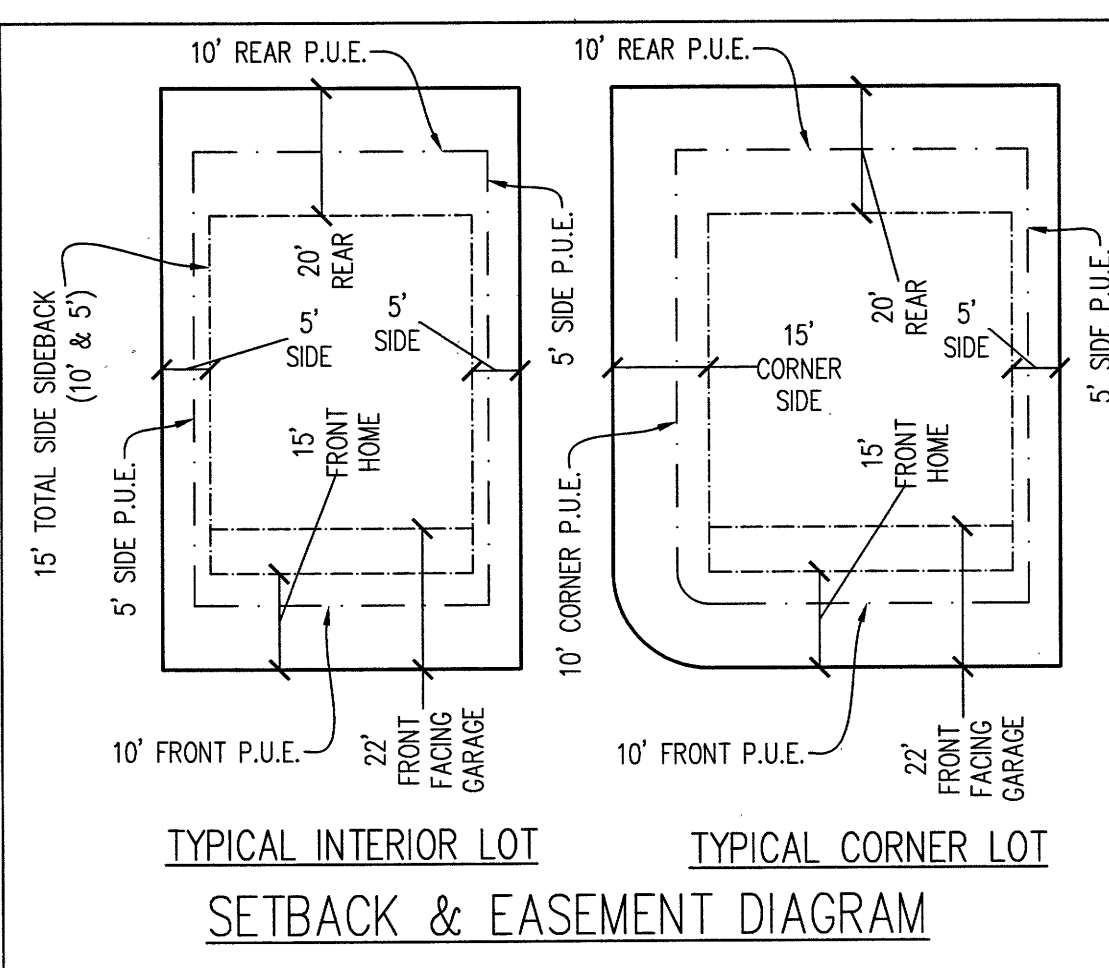 10' REAR P.U.E.
5' SIDE P.U.E.
20'
REAR
15' TOTAL SIDE SIDEBACK
(10' & 5')
5'
SIDE
5'
SIDE
15'
FRONT
HOME
5' SIDE P.U.E.
10' FRONT P.U.E.
22'
FRONT
FACING
GARAGE
TYPICAL INTERIOR LOT
10' REAR P.U.E.
20'
REAR
5'
SIDE
5' SIDE P.U.E.
15'
CORNER
SIDE
15'
FRONT
HOME
10' CORNER P.U.E.
10' FRONT P.U.E.
22'
FRONT
FACING
GARAGE
TYPICAL CORNER LOT
SETBACK & EASEMENT DIAGRAM